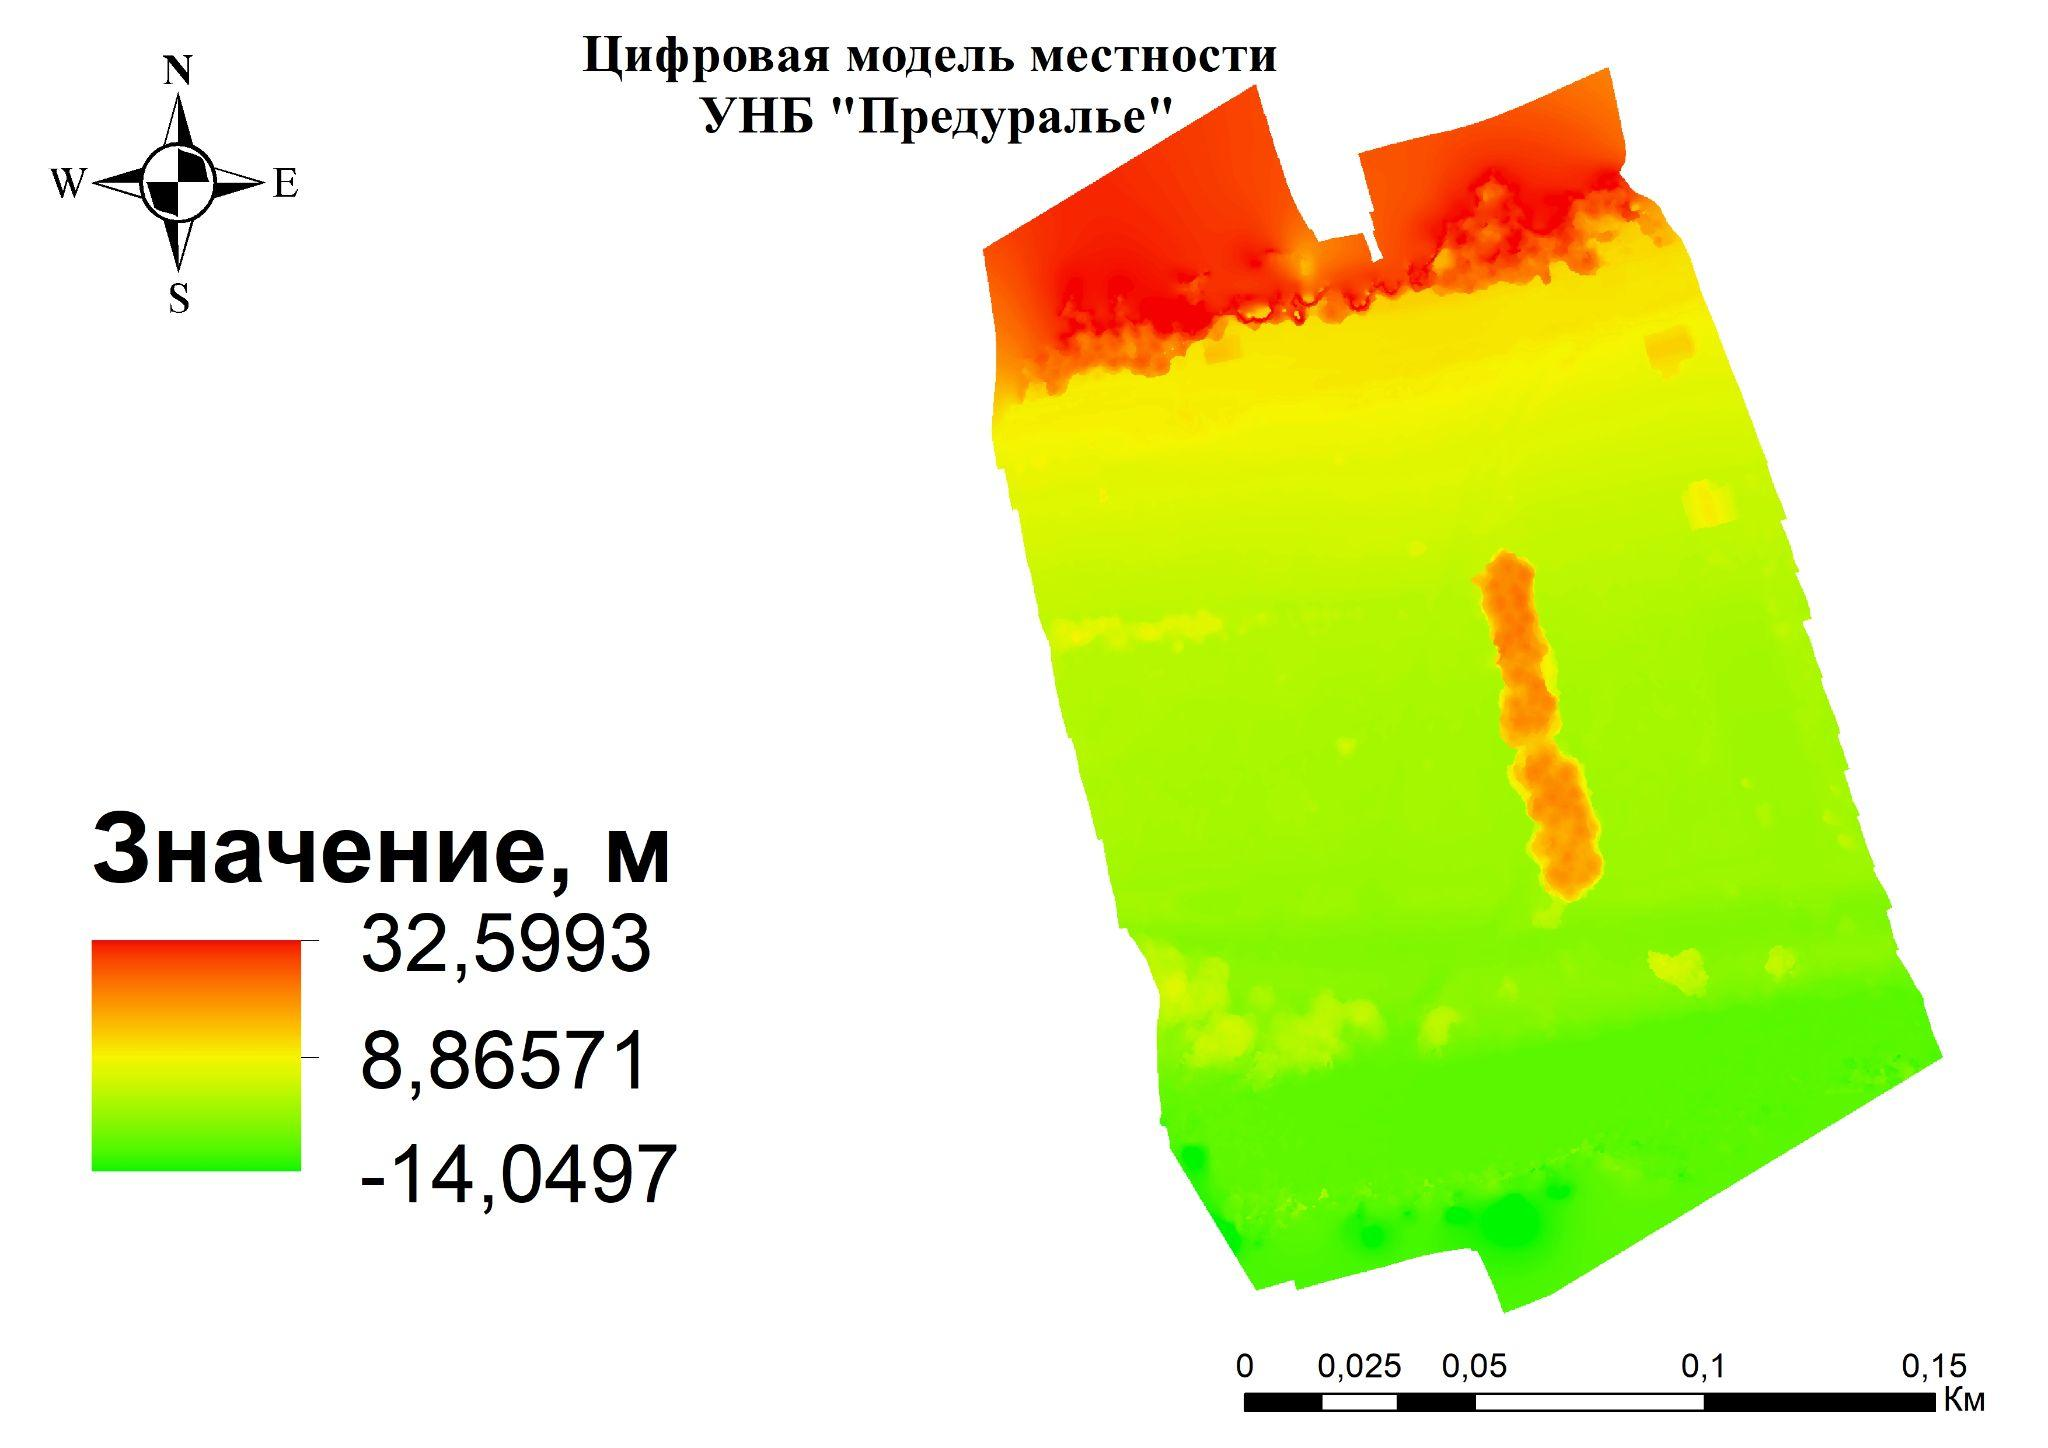 Цифровая модель местности
УНБ "Предуралье"
N
W E
S
Значение, м
32,5993
8,86571
-14,0497
0 0,025 0,05 0,1 0,15
Км